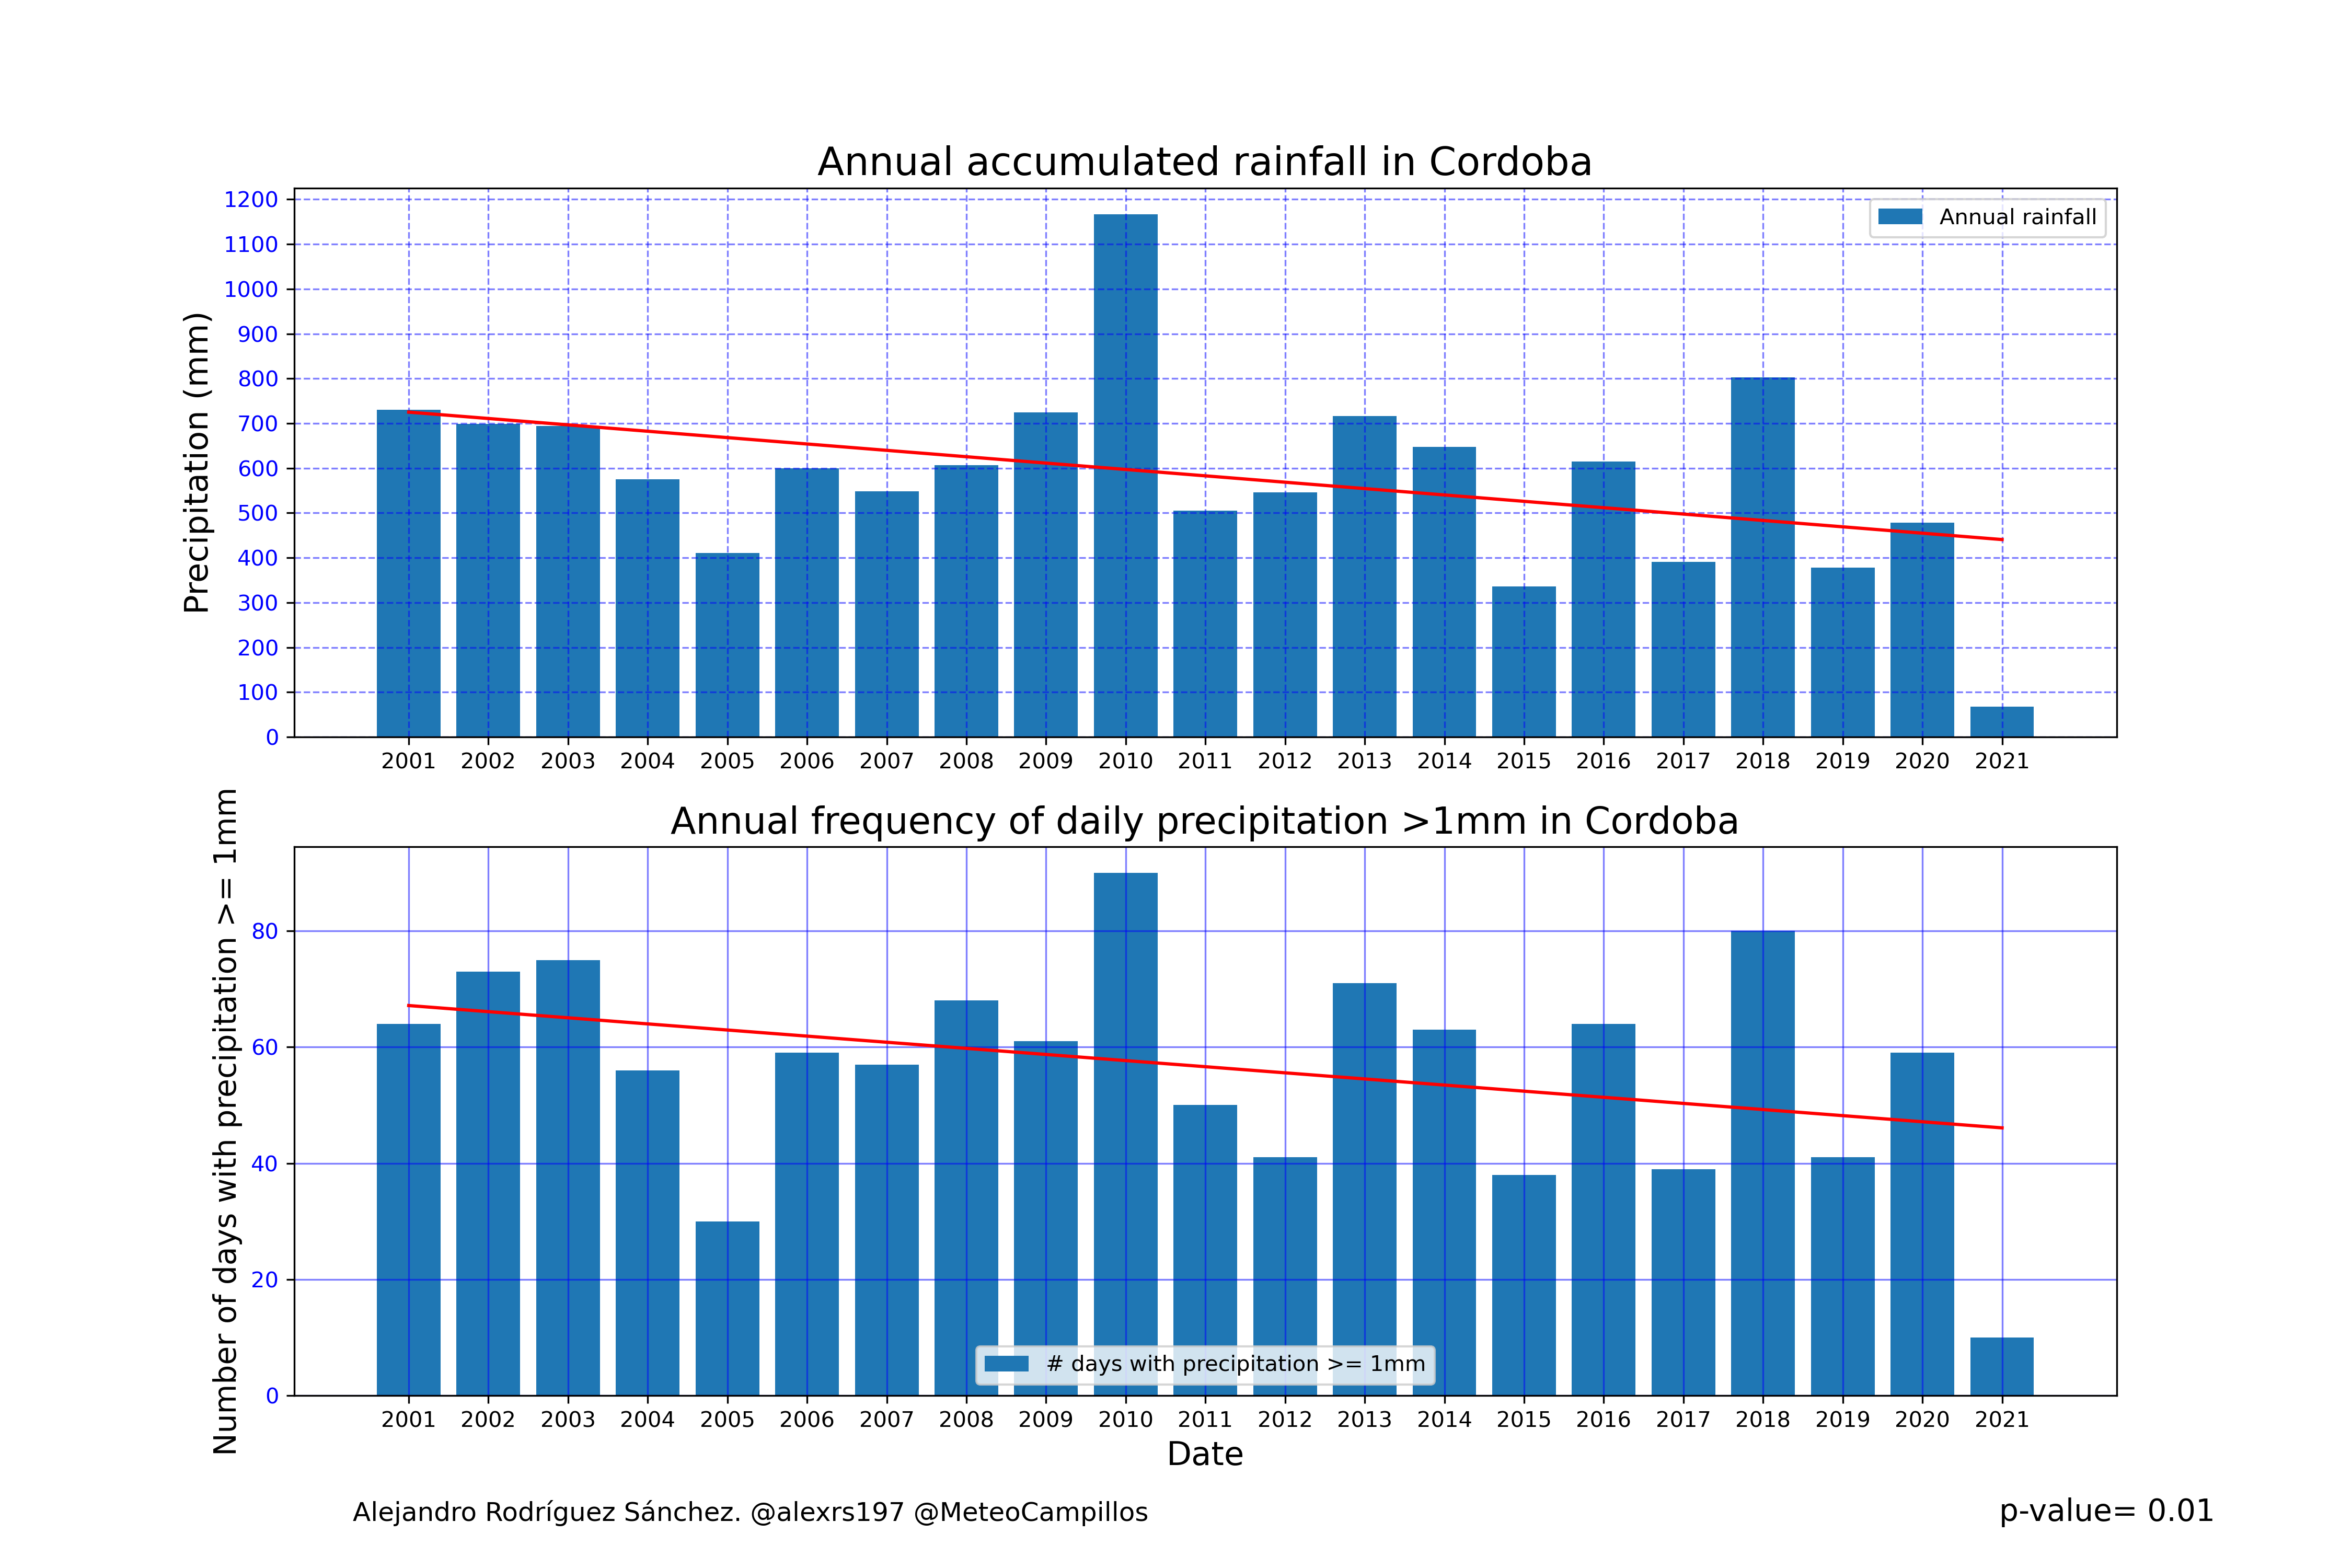 Annual accumulated rainfall in Cordoba
Precipitation (mm)
1200
1100
1000
900
800
700
600
500
400
300
200
100
0
Annual rainfall
2001 2002 2003 2004 2005 2006 2007 2008 2009 2010 2011 2012 2013 2014 2015 2016 2017 2018 2019 2020 2021
Annual frequency of daily precipitation >1mm in Cordoba
Number of days with precipitation >= 1mm
80
60
40
20
0
# days with precipitation >= 1mm
2001 2002 2003 2004 2005 2006 2007 2008 2009 2010 2011 2012 2013 2014 2015 2016 2017 2018 2019 2020 2021
Date
Alejandro Rodríguez Sánchez. @alexrs197 @MeteoCampillos
p-value= 0.01